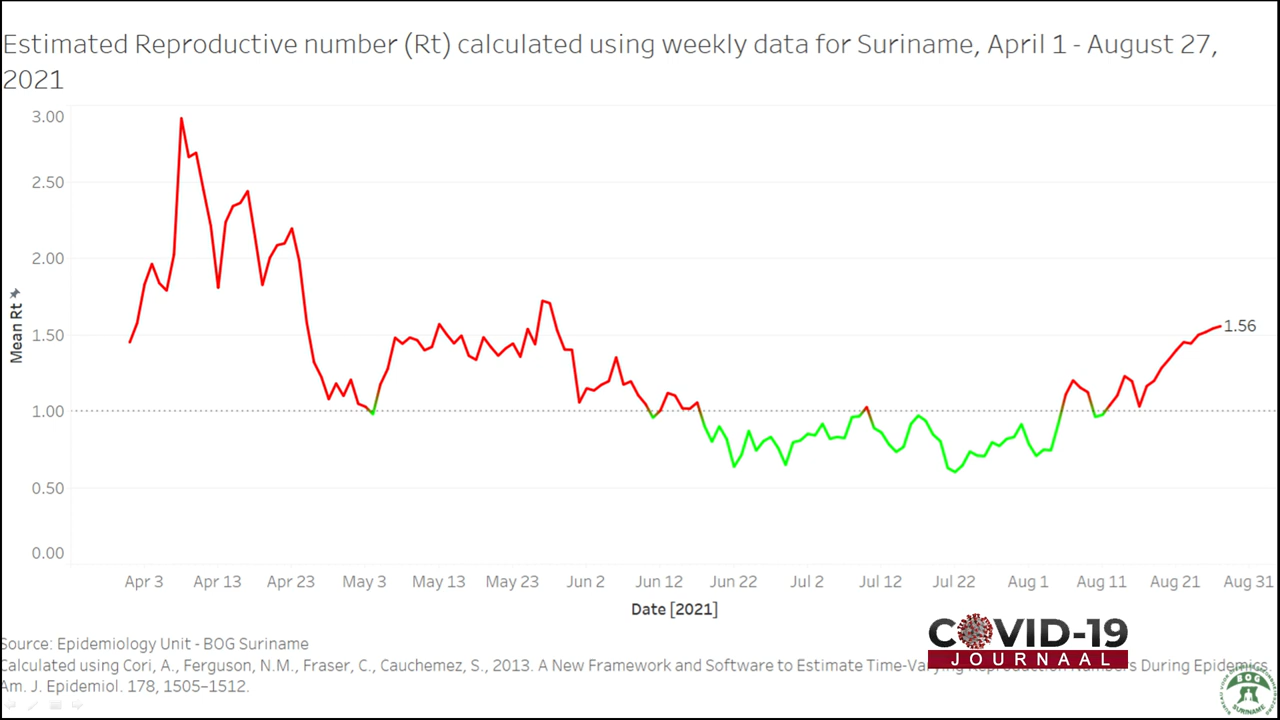 Estimated Reproductive number (Rt) calculated using weekly data for Suriname, April 1 - August 27,
2021
3.00
2.50
2.00
1.50
1.00
0.50
0.00
Mean Rt
1.56
Apr 3 Apr 13 Apr 23 May 3 May 13 May 23 Jun 2 Jun 12 Jun 22 Jul 2 Jul 12 Jul 22 Aug 1 Aug 11 Aug 21 Aug 31
Date [2021]
Source: Epidemiology Unit - BOG Suriname
Calculated using Cori, A., Ferguson, N.M., Fraser, C., Cauchemez, S., 2013. A New Framework and Software to Estimate Time-Varying Reproduction Numbers During Epidemics.
Am. J. Epidemiol. 178, 1505–1512.
COVID-19
JOURNAAL
BOG
SURINAME